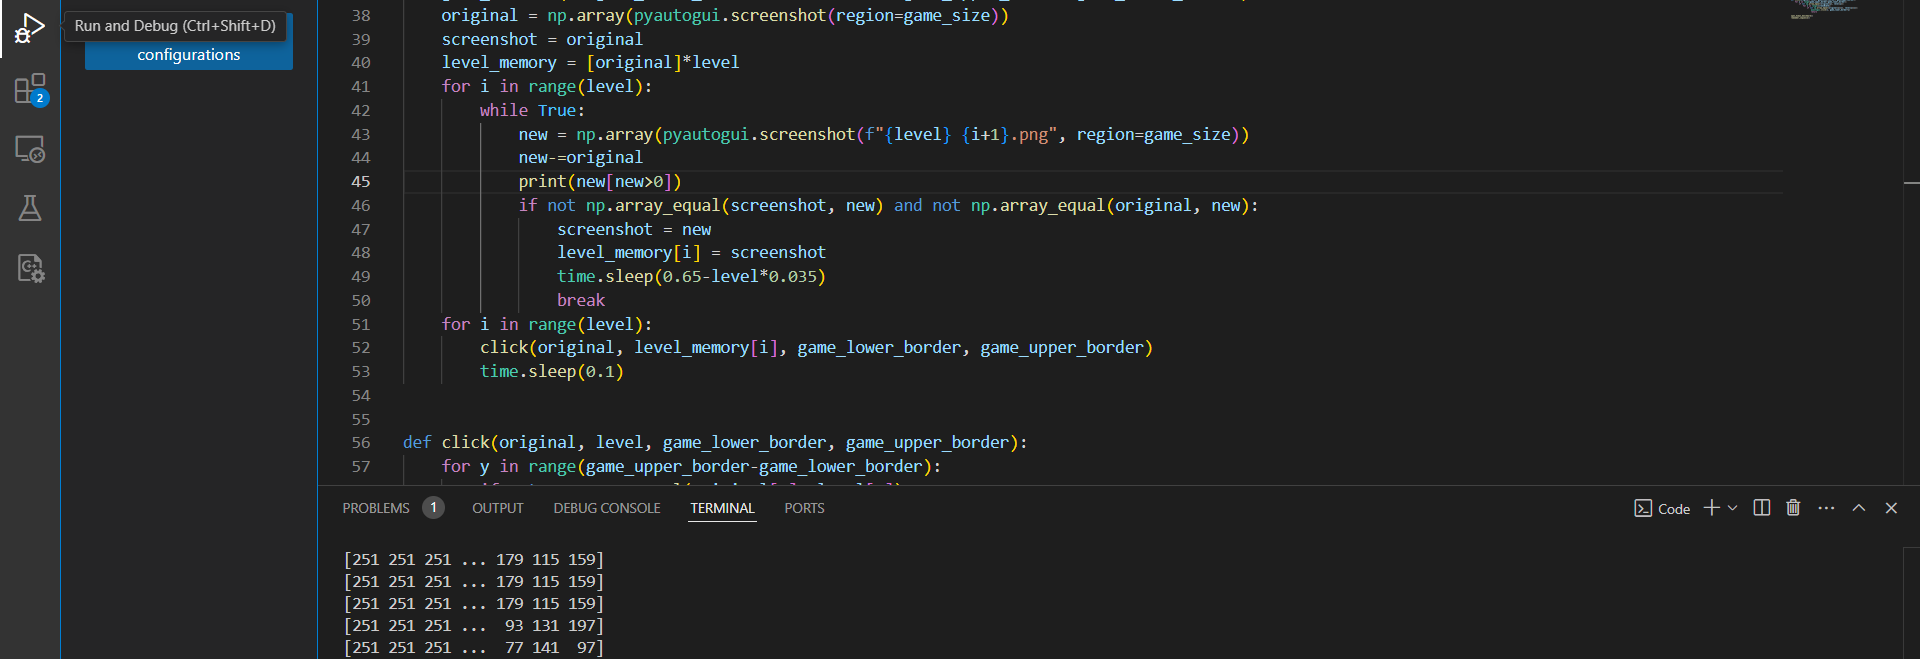 Run and Debug (Ctrl+Shift+D)
configurations
2
38 original = np.array(pyautogui.screenshot(region=game_size))
39 screenshot = original
40 level_memory = [original]*level
41 for i in range(level):
42 while True:
43 new = np.array(pyautogui.screenshot(f"{level} {i+1}.png", region=game_size))
44 new-=original
45 print(new[new>0])
46 if not np.array_equal(screenshot, new) and not np.array_equal(original, new):
47 screenshot = new
48 level_memory[i] = screenshot
49 time.sleep(0.65-level*0.035)
50 break
51 for i in range(level):
52 click(original, level_memory[i], game_lower_border, game_upper_border)
53 time.sleep(0.1)
54
55
56 def click(original, level, game_lower_border, game_upper_border):
57 for y in range(game_upper_border-game_lower_border):
PROBLEMS 1 OUTPUT DEBUG CONSOLE TERMINAL PORTS Code
[251 251 251 ... 179 115 159]
[251 251 251 ... 179 115 159]
[251 251 251 ... 179 115 159]
[251 251 251 ...  93 131 197]
[251 251 251 ...  77 141  97]